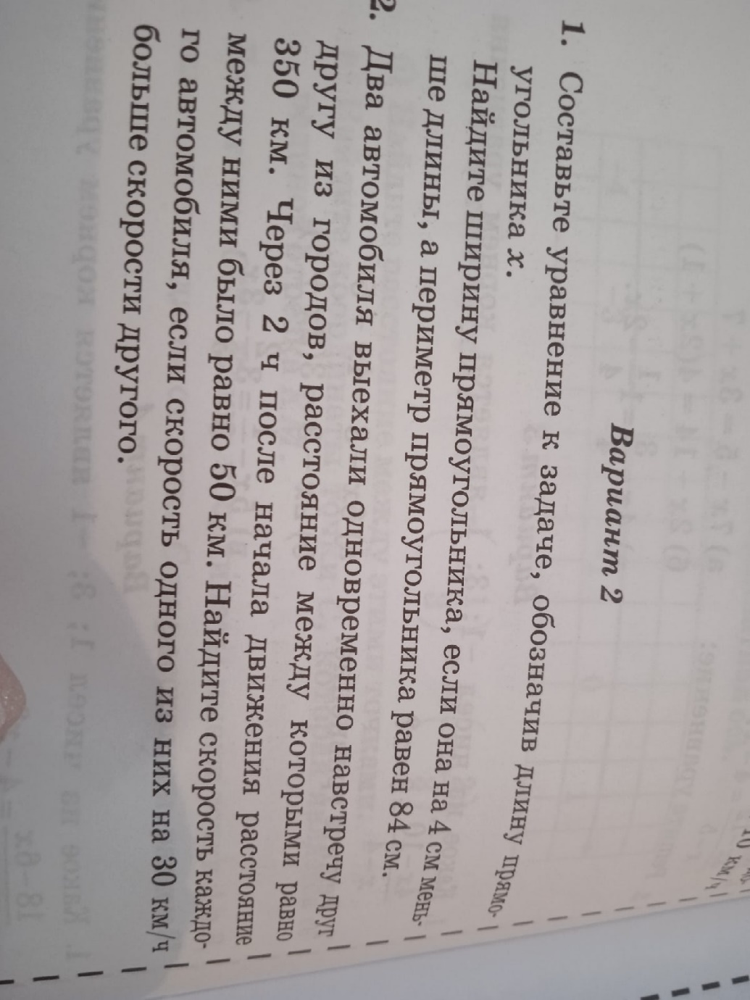 Вариант 2
1. Составьте уравнение к задаче, обозначив длину прямо-
угольника x.
Найдите ширину прямоугольника, если она на 4 см мень-
ше длины, а периметр прямоугольника равен 84 см.
2. Два автомобиля выехали одновременно навстречу друг
другу из городов, расстояние между которыми равно
350 км. Через 2 ч после начала движения расстояние
между ними было равно 50 км. Найдите скорость каждо-
го автомобиля, если скорость одного из них на 30 км/ч
больше скорости другого.
км/ч